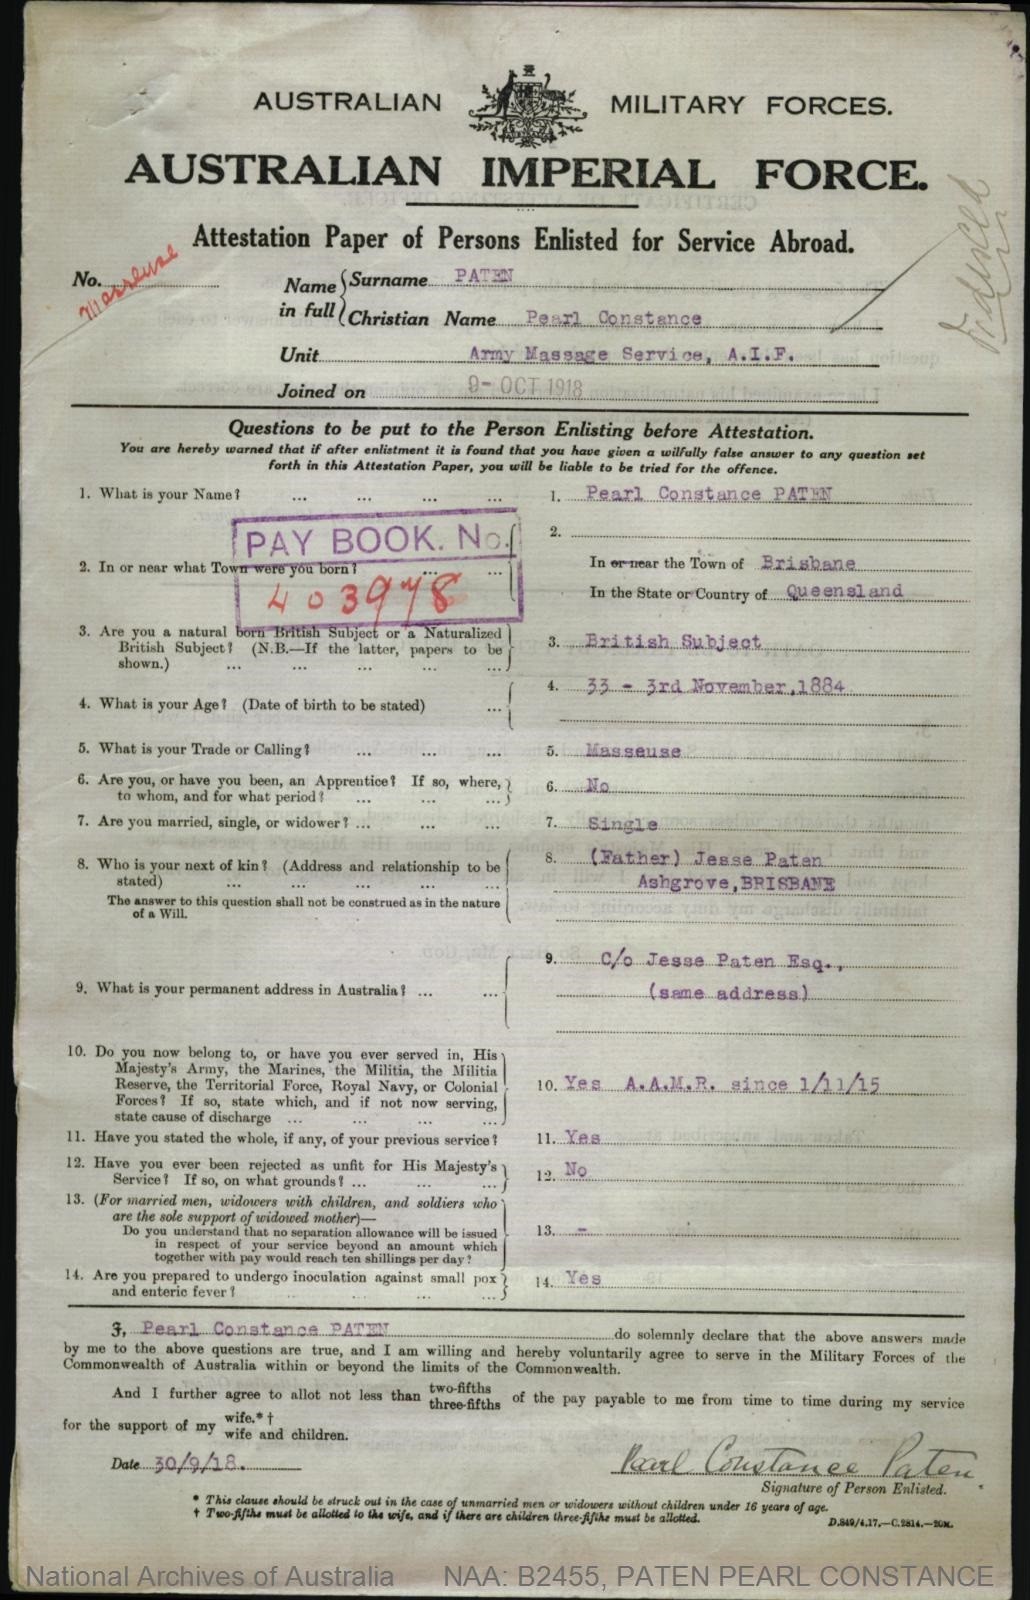 AUSTRALIAN MILITARY FORCES.
AUSTRALIAN IMPERIAL FORCE.
Attestation Paper of Persons Enlisted for Service Abroad.
No. Masseuse
Name in full { Surname PATEN
Christian Name Pearl Constance
Unit Army Massage Service, A.I.F.
Joined on 9-OCT 1918
Questions to be put to the Person Enlisting before Attestation.
You are hereby warned that if after enlistment it is found that you have given a wilfully false answer to any question set
forth in this Attestation Paper, you will be liable to be tried for the offence.
1. What is your Name? ... ... ... ... 1. Pearl Constance PATEN
PAY BOOK. No.
403978
2.
2. In or near what Town were you born? ... ... In or near the Town of Brisbane
In the State or Country of Queensland
3. Are you a natural born British Subject or a Naturalized
British Subject? (N.B.—If the latter, papers to be 3. British Subject
shown.) ... ... ... ... ...
4. What is your Age? (Date of birth to be stated) ... 4. 33 - 3rd November, 1884
5. What is your Trade or Calling? ... ... ... 5. Masseuse
6. Are you, or have you been, an Apprentice? If so, where, 6. No
to whom, and for what period? ... ... ...
7. Are you married, single, or widower? ... ... ... 7. Single
8. Who is your next of kin? (Address and relationship to be 8. (Father) Jesse Paten
stated) ... ... ... ... ... Ashgrove, BRISBANE
The answer to this question shall not be construed as in the nature
of a Will.
9. C/o Jesse Paten Esq.,
9. What is your permanent address in Australia? ... ... (same address)
10. Do you now belong to, or have you ever served in, His
Majesty's Army, the Marines, the Militia, the Militia
Reserve, the Territorial Force, Royal Navy, or Colonial 10. Yes A.A.M.R. since 1/11/15
Forces? If so, state which, and if not now serving,
state cause of discharge ... ... ... ...
11. Have you stated the whole, if any, of your previous service? 11. Yes
12. Have you ever been rejected as unfit for His Majesty's 12. No
Service? If so, on what grounds? ... ... ...
13. (For married men, widowers with children, and soldiers who
are the sole support of widowed mother)—
Do you understand that no separation allowance will be issued 13. -
in respect of your service beyond an amount which
together with pay would reach ten shillings per day?
14. Are you prepared to undergo inoculation against small pox 14. Yes
and enteric fever? ... ... ... ...
I, Pearl Constance PATEN do solemnly declare that the above answers made
by me to the above questions are true, and I am willing and hereby voluntarily agree to serve in the Military Forces of the
Commonwealth of Australia within or beyond the limits of the Commonwealth.
And I further agree to allot not less than two-fifths three-fifths of the pay payable to me from time to time during my service
for the support of my wife.*† wife and children.
Date 30/9/18.
Pearl Constance Paten
Signature of Person Enlisted.
* This clause should be struck out in the case of unmarried men or widowers without children under 16 years of age.
† Two-fifths must be allotted to the wife, and if there are children three-fifths must be allotted.
D.849/4.17.—C.2814.—20M.
National Archives of Australia NAA: B2455, PATEN PEARL CONSTANCE